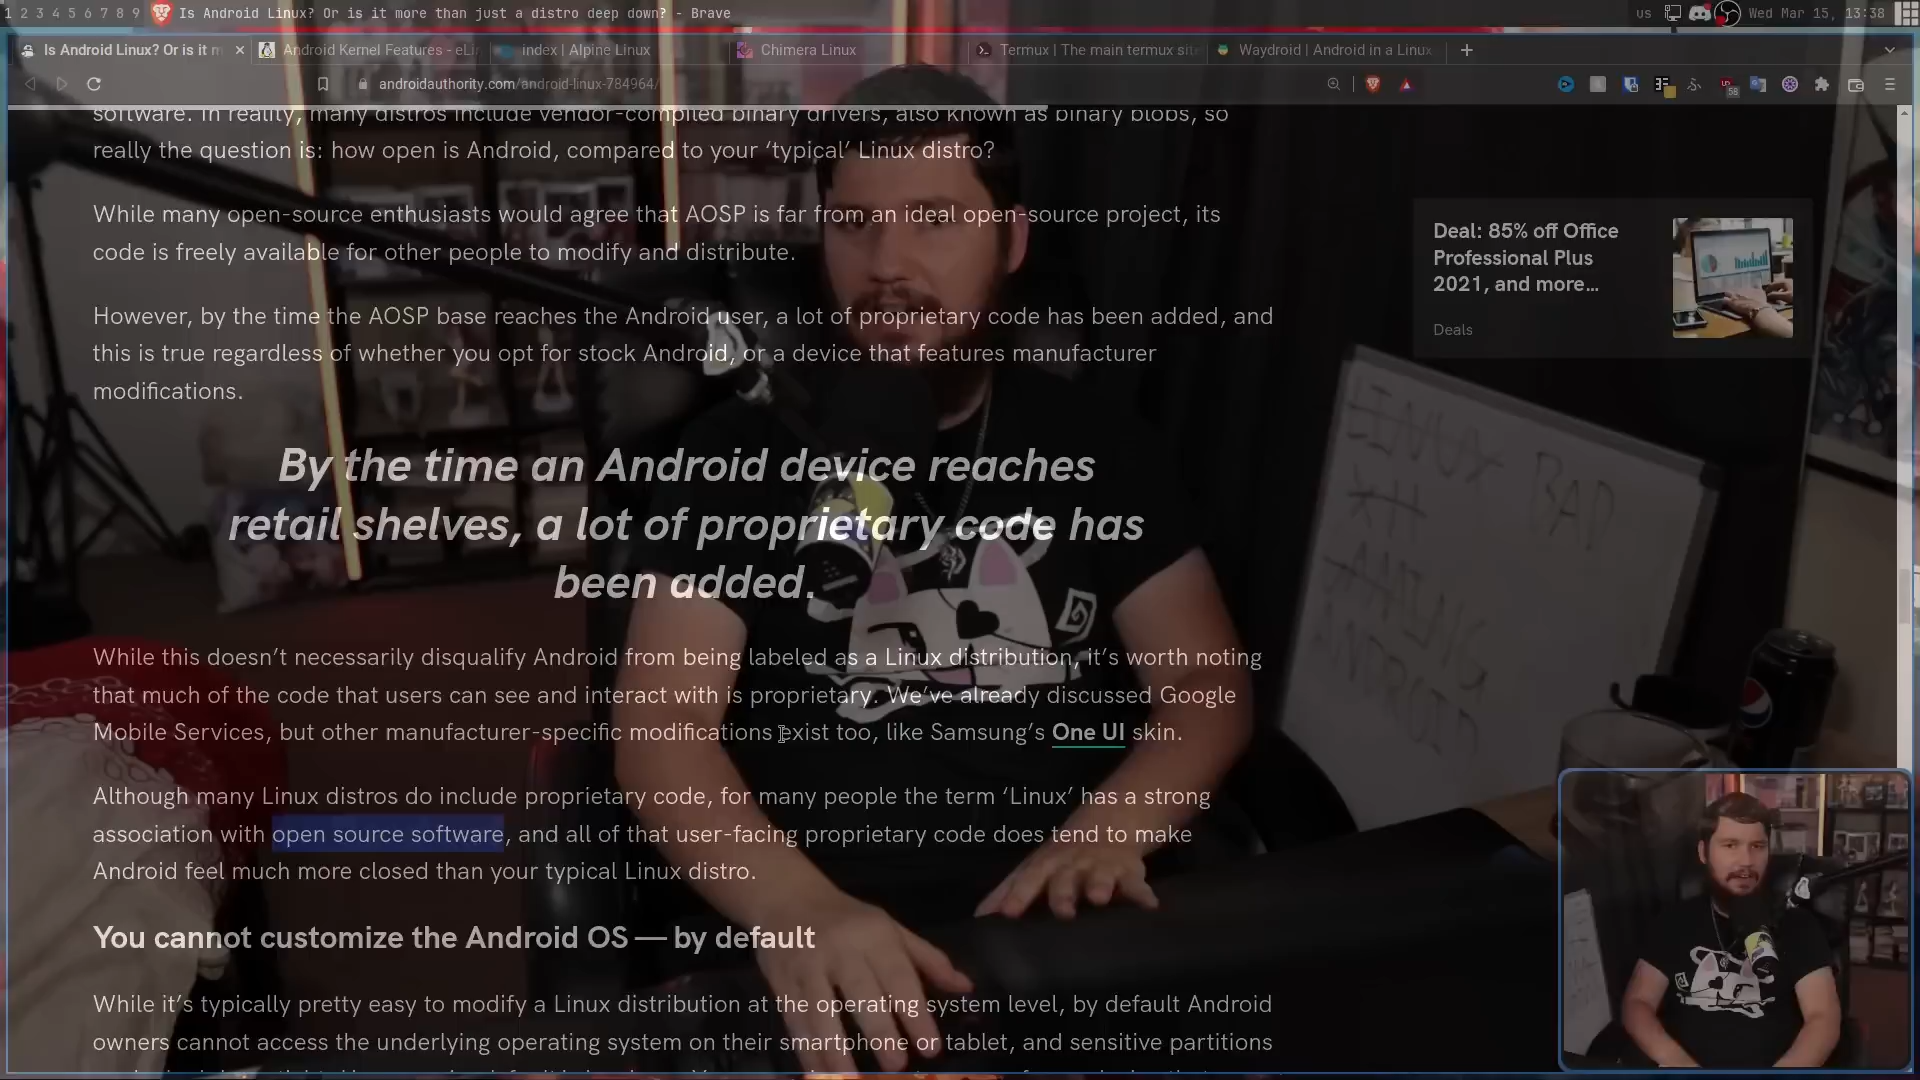 1 2 3 4 5 6 7 8 9 Is Android Linux? Or is it more than just a distro deep down? - Brave us Wed Mar 15, 13:38
Is Android Linux? Or is it m Android Kernel Features - eLi index | Alpine Linux Chimera Linux Termux | The main termux site Waydroid | Android in a Linux
androidauthority.com/android-linux-784964/
58
software. In reality, many distros include vendor-compiled binary drivers, also known as binary blobs, so
really the question is: how open is Android, compared to your ‘typical’ Linux distro?
While many open-source enthusiasts would agree that AOSP is far from an ideal open-source project, its
code is freely available for other people to modify and distribute.
However, by the time the AOSP base reaches the Android user, a lot of proprietary code has been added, and
this is true regardless of whether you opt for stock Android, or a device that features manufacturer
modifications.
By the time an Android device reaches
retail shelves, a lot of proprietary code has
been added.
While this doesn’t necessarily disqualify Android from being labeled as a Linux distribution, it’s worth noting
that much of the code that users can see and interact with is proprietary. We’ve already discussed Google
Mobile Services, but other manufacturer-specific modifications exist too, like Samsung’s One UI skin.
Although many Linux distros do include proprietary code, for many people the term ‘Linux’ has a strong
association with open source software, and all of that user-facing proprietary code does tend to make
Android feel much more closed than your typical Linux distro.
You cannot customize the Android OS — by default
While it’s typically pretty easy to modify a Linux distribution at the operating system level, by default Android
owners cannot access the underlying operating system on their smartphone or tablet, and sensitive partitions
Deal: 85% off Office
Professional Plus
2021, and more...
Deals
LINUX BAD
ANDROID